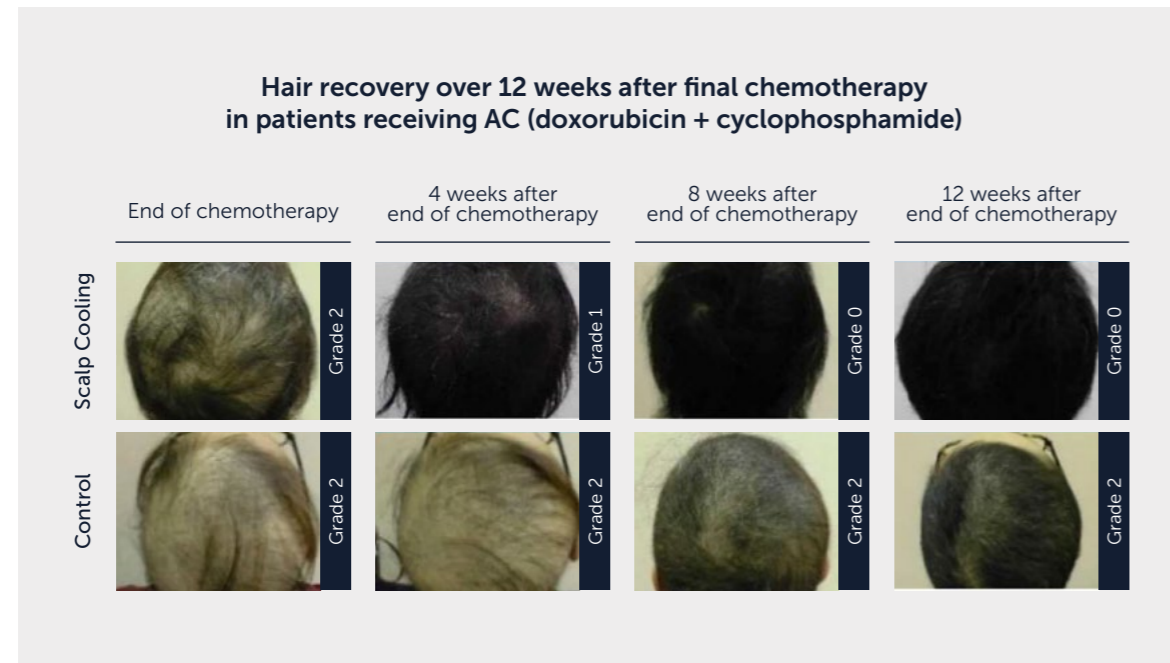 Hair recovery over 12 weeks after final chemotherapy
in patients receiving AC (doxorubicin + cyclophosphamide)
End of chemotherapy
4 weeks after
end of chemotherapy
8 weeks after
end of chemotherapy
12 weeks after
end of chemotherapy
Scalp Cooling
Grade 2
Grade 1
Grade 0
Grade 0
Control
Grade 2
Grade 2
Grade 2
Grade 2